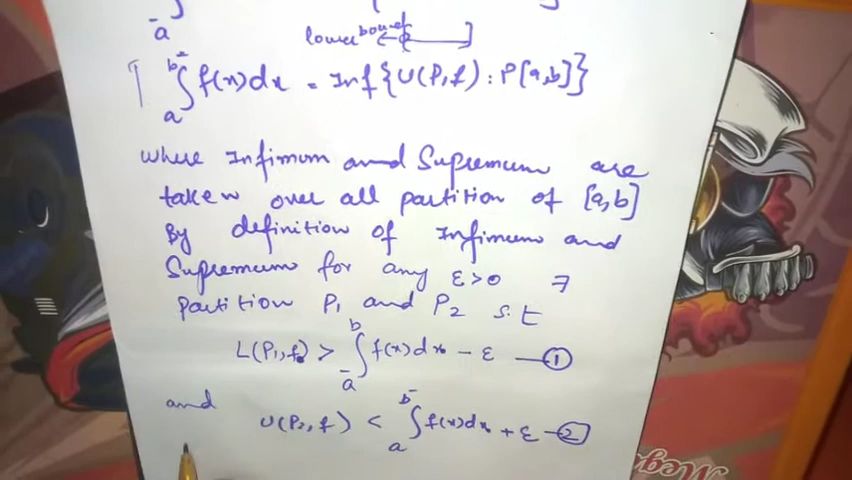 a
lower bound
∫ f(x)dx = Inf{U(P,f) : P[a,b]}
where Infimum and Supremum are
taken over all partition of [a,b]
By definition of Infimum and
Supremum for any ε>0 ∃
partition P₁ and P₂ s.t
L(P₁,f) > ∫ f(x)dx - ε — ①
and
U(P₂,f) < ∫ f(x)dx + ε — ②